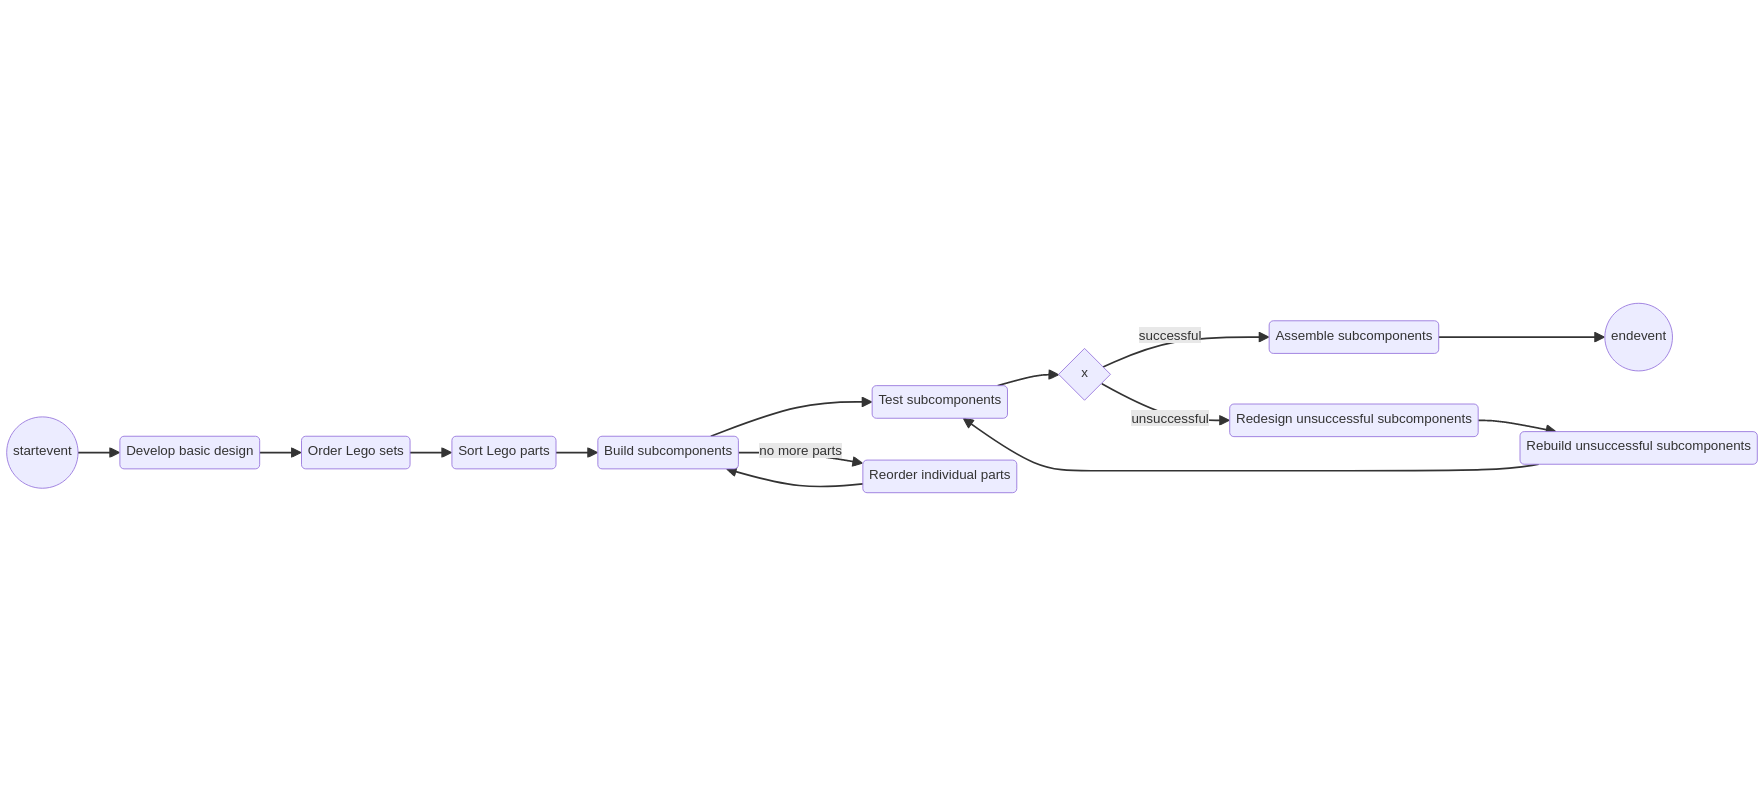 startevent
Develop basic design
Order Lego sets
Sort Lego parts
Build subcomponents
no more parts
Reorder individual parts
Test subcomponents
x
successful
Assemble subcomponents
endevent
unsuccessful
Redesign unsuccessful subcomponents
Rebuild unsuccessful subcomponents